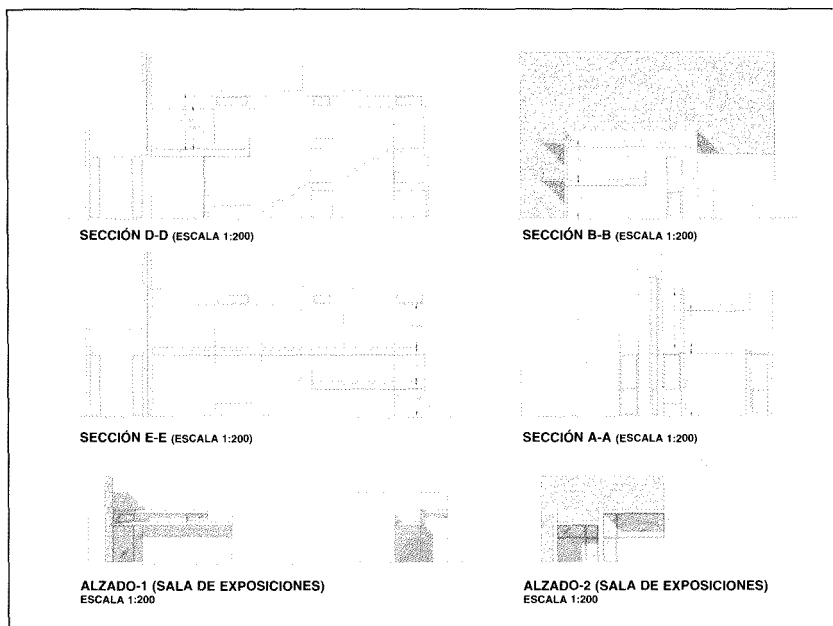 SECCIÓN D-D (ESCALA 1:200)
SECCIÓN B-B (ESCALA 1:200)
SECCIÓN E-E (ESCALA 1:200)
SECCIÓN A-A (ESCALA 1:200)
ALZADO-1 (SALA DE EXPOSICIONES)
ESCALA 1:200
ALZADO-2 (SALA DE EXPOSICIONES)
ESCALA 1:200